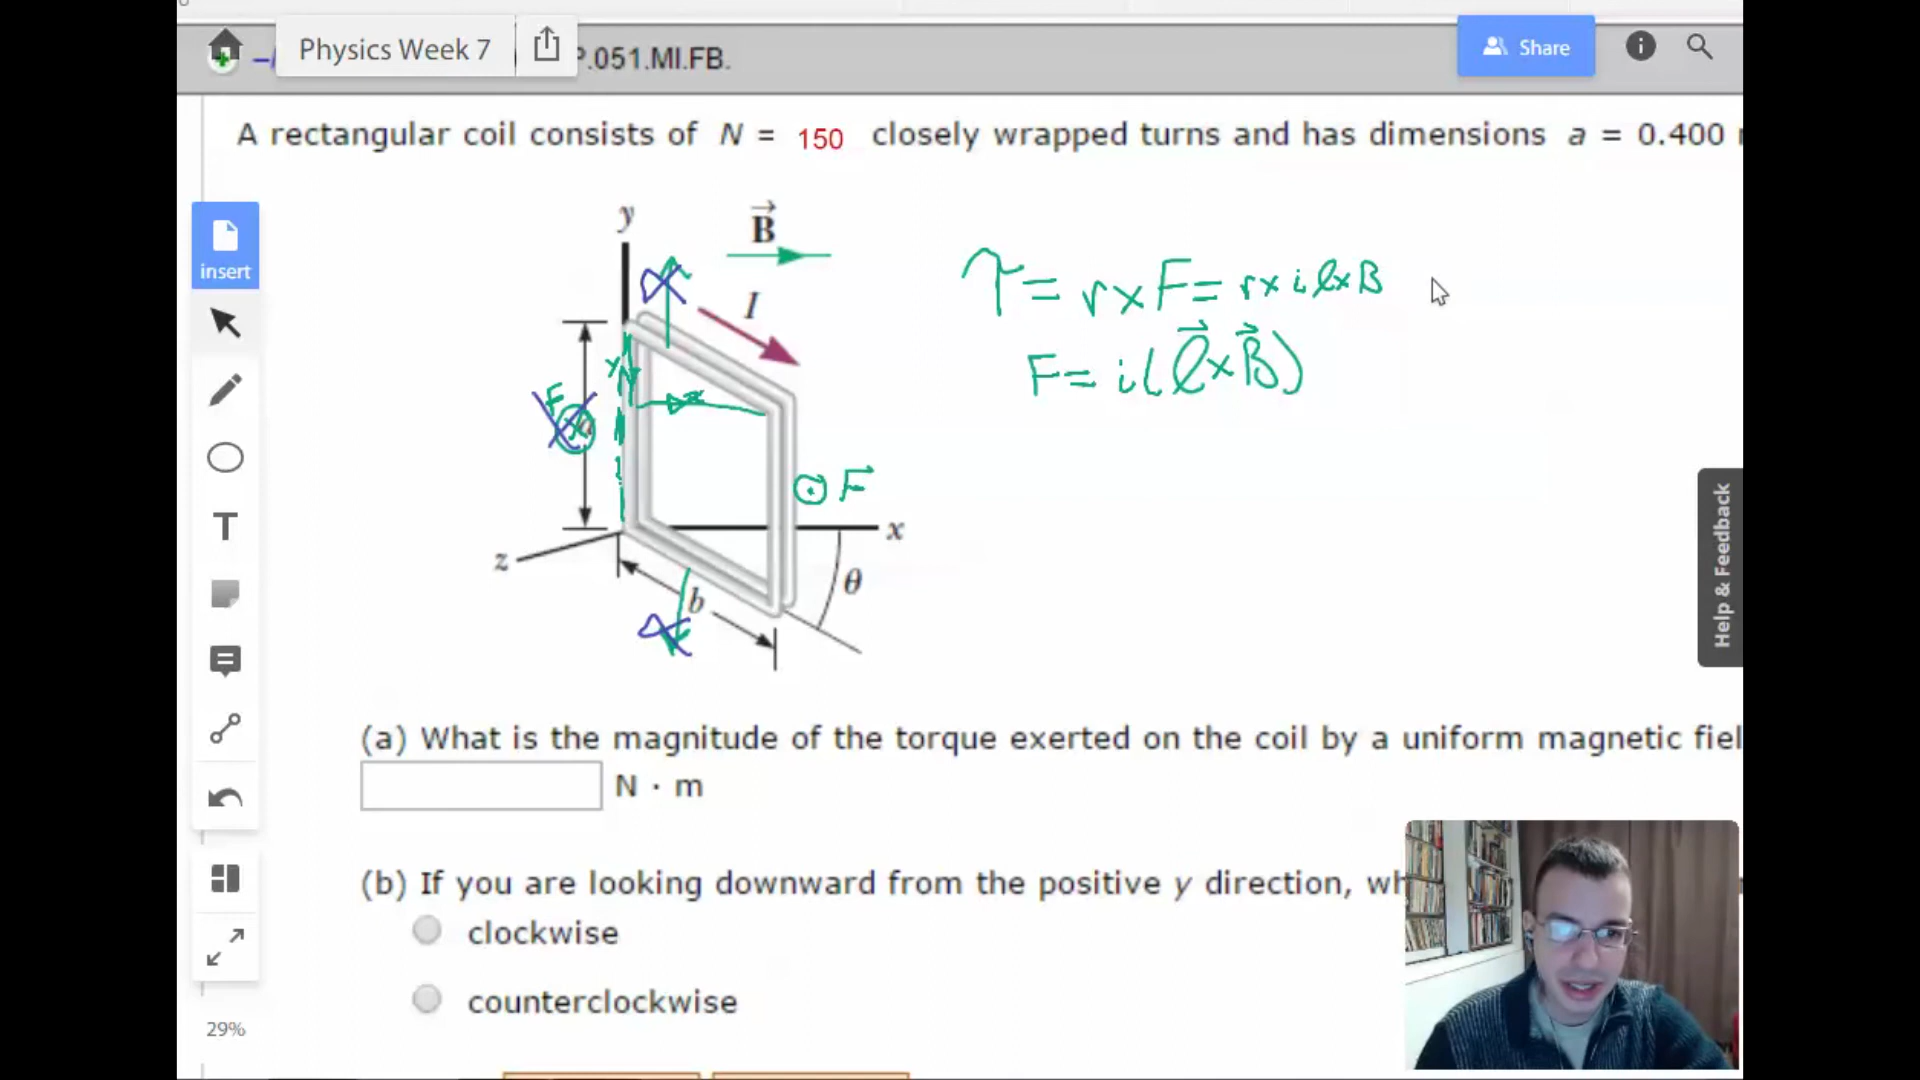 Physics Week 7
P.051.MI.FB.
Share
A rectangular coil consists of N = 150 closely wrapped turns and has dimensions a = 0.400
insert
y
B
I
τ = r x F = r x i l x B
F = i(l x B)
F
a
F
x
z
θ
b
T
Help & Feedback
(a) What is the magnitude of the torque exerted on the coil by a uniform magnetic fiel
N · m
(b) If you are looking downward from the positive y direction, wh
clockwise
counterclockwise
29%